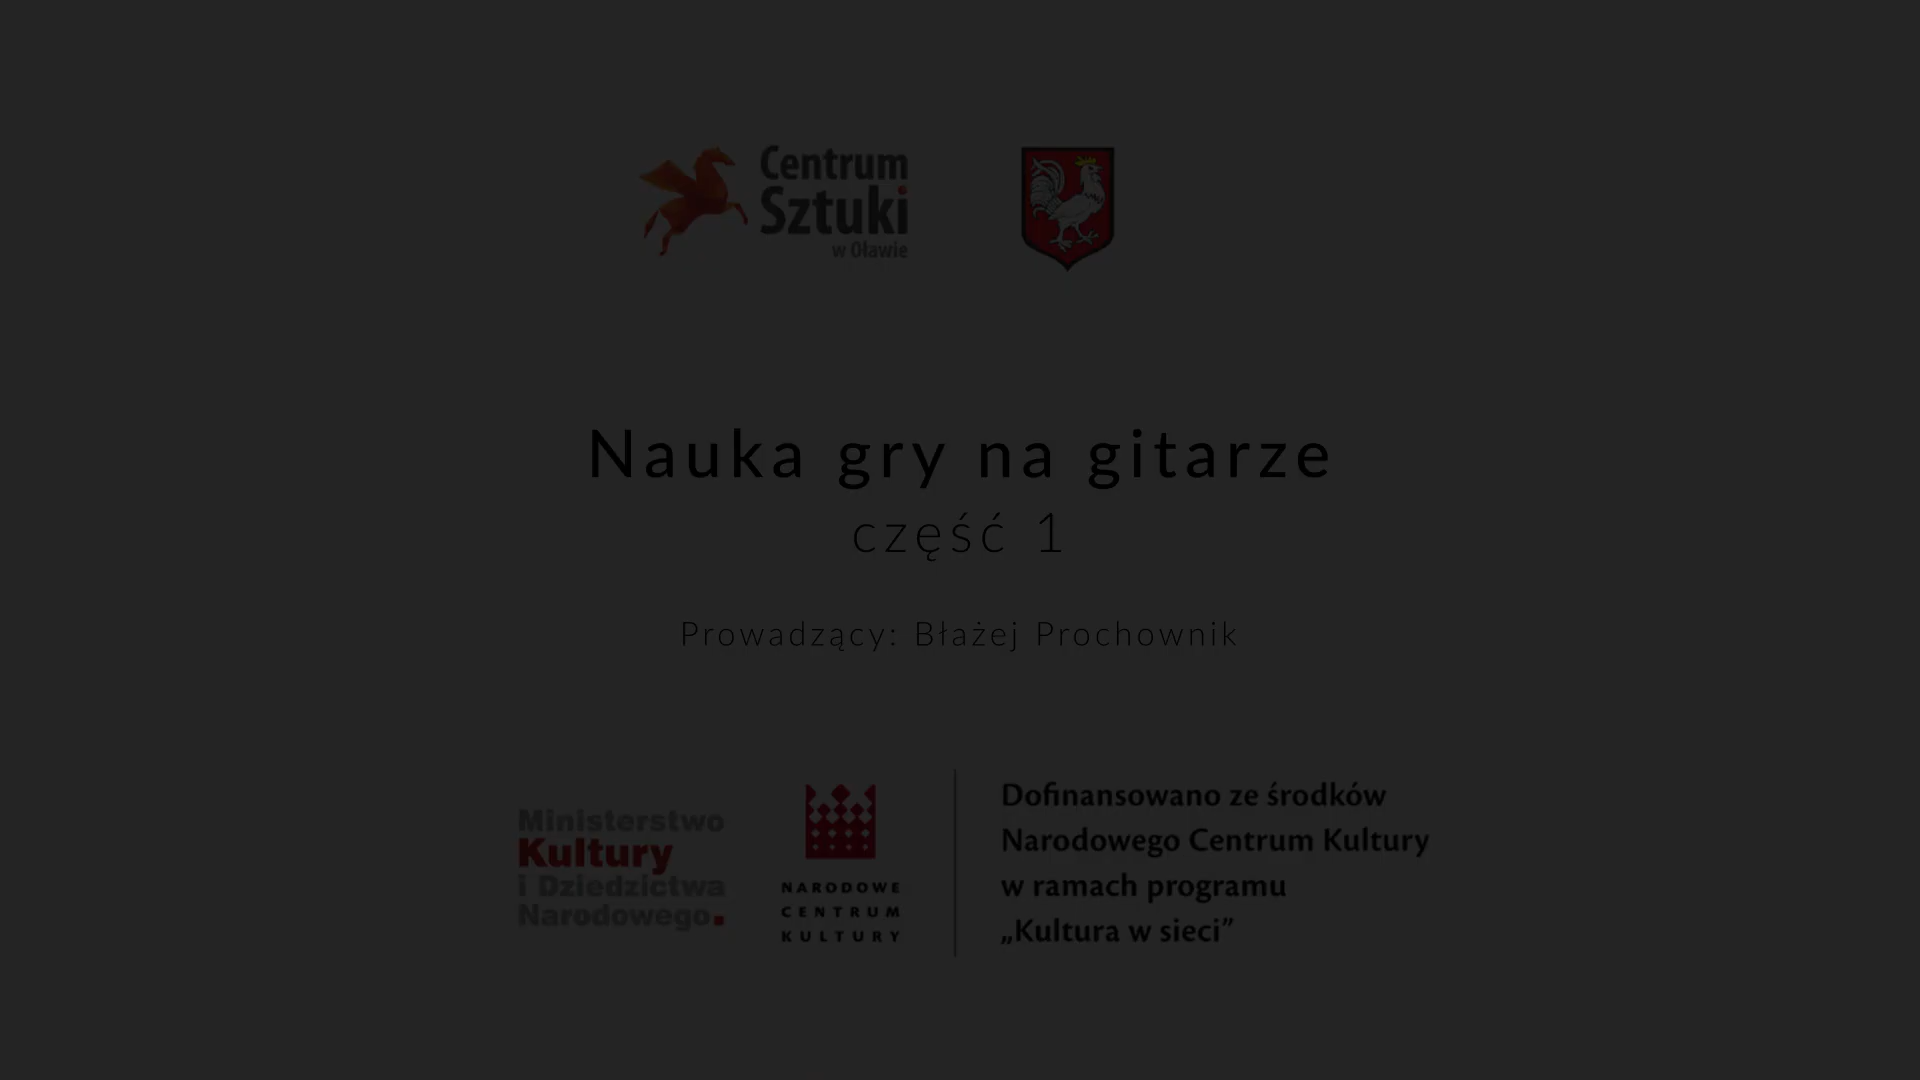 Centrum
Sztuki
w Oławie
Nauka gry na gitarze
część 1
Prowadzący: Błażej Prochownik
Ministerstwo
Kultury
i Dziedzictwa
Narodowego.
NARODOWE
CENTRUM
KULTURY
Dofinansowano ze środków
Narodowego Centrum Kultury
w ramach programu
„Kultura w sieci”